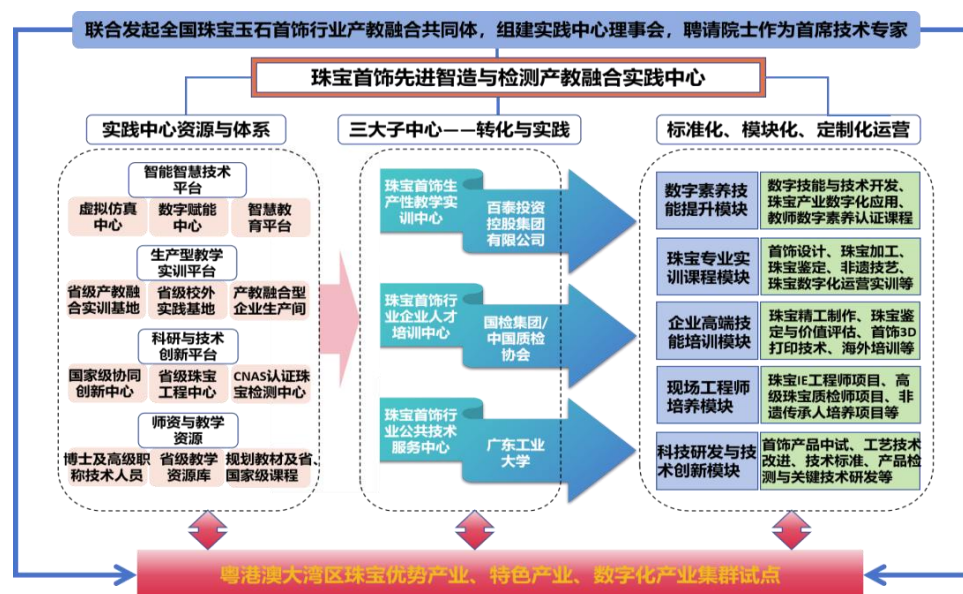 联合发起全国珠宝玉石首饰行业产教融合共同体，组建实践中心理事会，聘请院士作为首席技术专家
珠宝首饰先进智造与检测产教融合实践中心
实践中心资源与体系
智能智慧技术
平台
虚拟仿真
中心
数字赋能
中心
智慧教
育平台
生产型教学
实训平台
省级产教融
合实训基地
省级校外
实践基地
产教融合型
企业生产间
科研与技术
创新平台
国家级协同
创新中心
省级珠宝
工程中心
CNAS认证珠
宝检测中心
师资与教学
资源
博士及高级职
称技术人员
省级教学
资源库
规划教材及省、
国家级课程
三大子中心——转化与实践
珠宝首饰生
产性教学实
训中心
百泰投资
控股集团
有限公司
珠宝首饰行
业企业人才
培训中心
国检集团/
中国质检
协会
珠宝首饰行
业公共技术
服务中心
广东工业
大学
标准化、模块化、定制化运营
数字素养技
能提升模块
数字技能与技术开发、
珠宝产业数字化应用、
教师数字素养认证课程
珠宝专业实
训课程模块
首饰设计、珠宝加工、
珠宝鉴定、非遗技艺、
珠宝数字化运营实训等
企业高端技
能培训模块
珠宝精工制作、珠宝鉴
定与价值评估、首饰3D
打印技术、海外培训等
现场工程师
培养模块
珠宝IE工程师项目、高
级珠宝质检师项目、非
遗传承人培养项目等
科技研发与技
术创新模块
首饰产品中试、工艺技术
改进、技术标准、产品检
测与关键技术研发等
粤港澳大湾区珠宝优势产业、特色产业、数字化产业集群试点